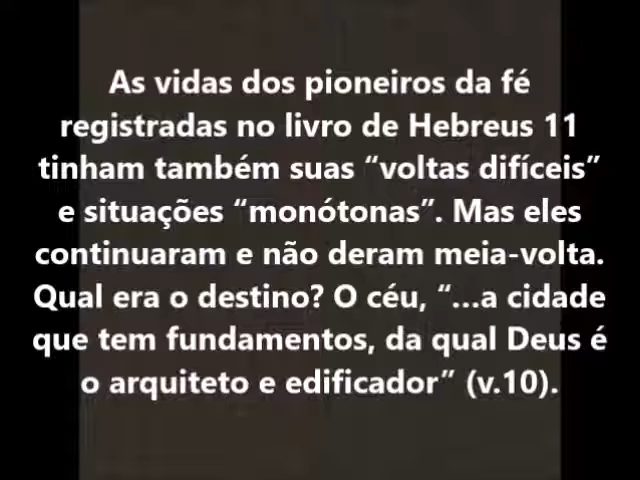 As vidas dos pioneiros da fé
registradas no livro de Hebreus 11
tinham também suas “voltas difíceis”
e situações “monótonas”. Mas eles
continuaram e não deram meia-volta.
Qual era o destino? O céu, “...a cidade
que tem fundamentos, da qual Deus é
o arquiteto e edificador” (v.10).